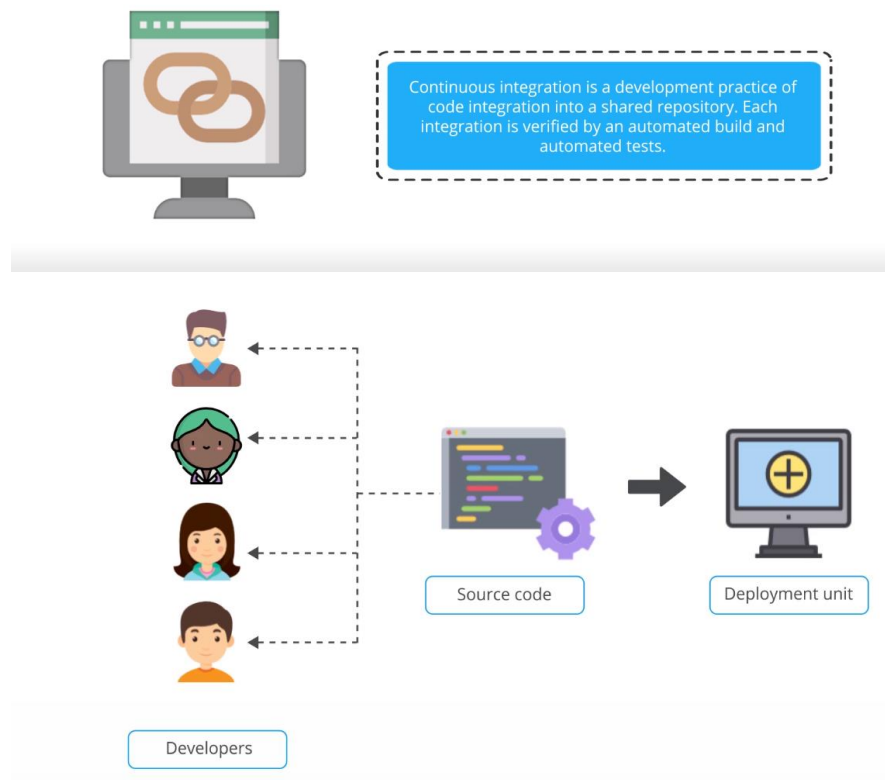 Continuous integration is a development practice of
code integration into a shared repository. Each
integration is verified by an automated build and
automated tests.
Source code
Deployment unit
Developers